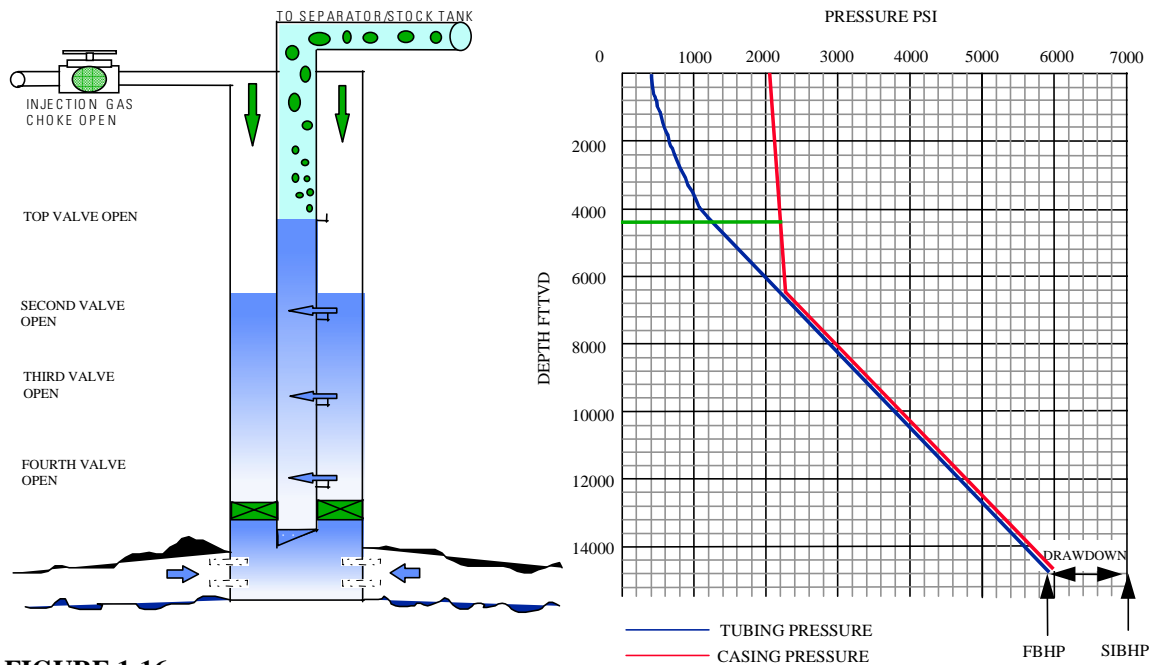 TO SEPARATOR/STOCK TANK
INJECTION GAS
CHOKE OPEN
TOP VALVE OPEN
SECOND VALVE
OPEN
THIRD VALVE
OPEN
FOURTH VALVE
OPEN
PRESSURE PSI
0 1000 2000 3000 4000 5000 6000 7000
DEPTH FTTVD
2000
4000
6000
8000
10000
12000
14000
DRAWDOWN
TUBING PRESSURE
CASING PRESSURE
FBHP
SIBHP
FIGURE 1-16